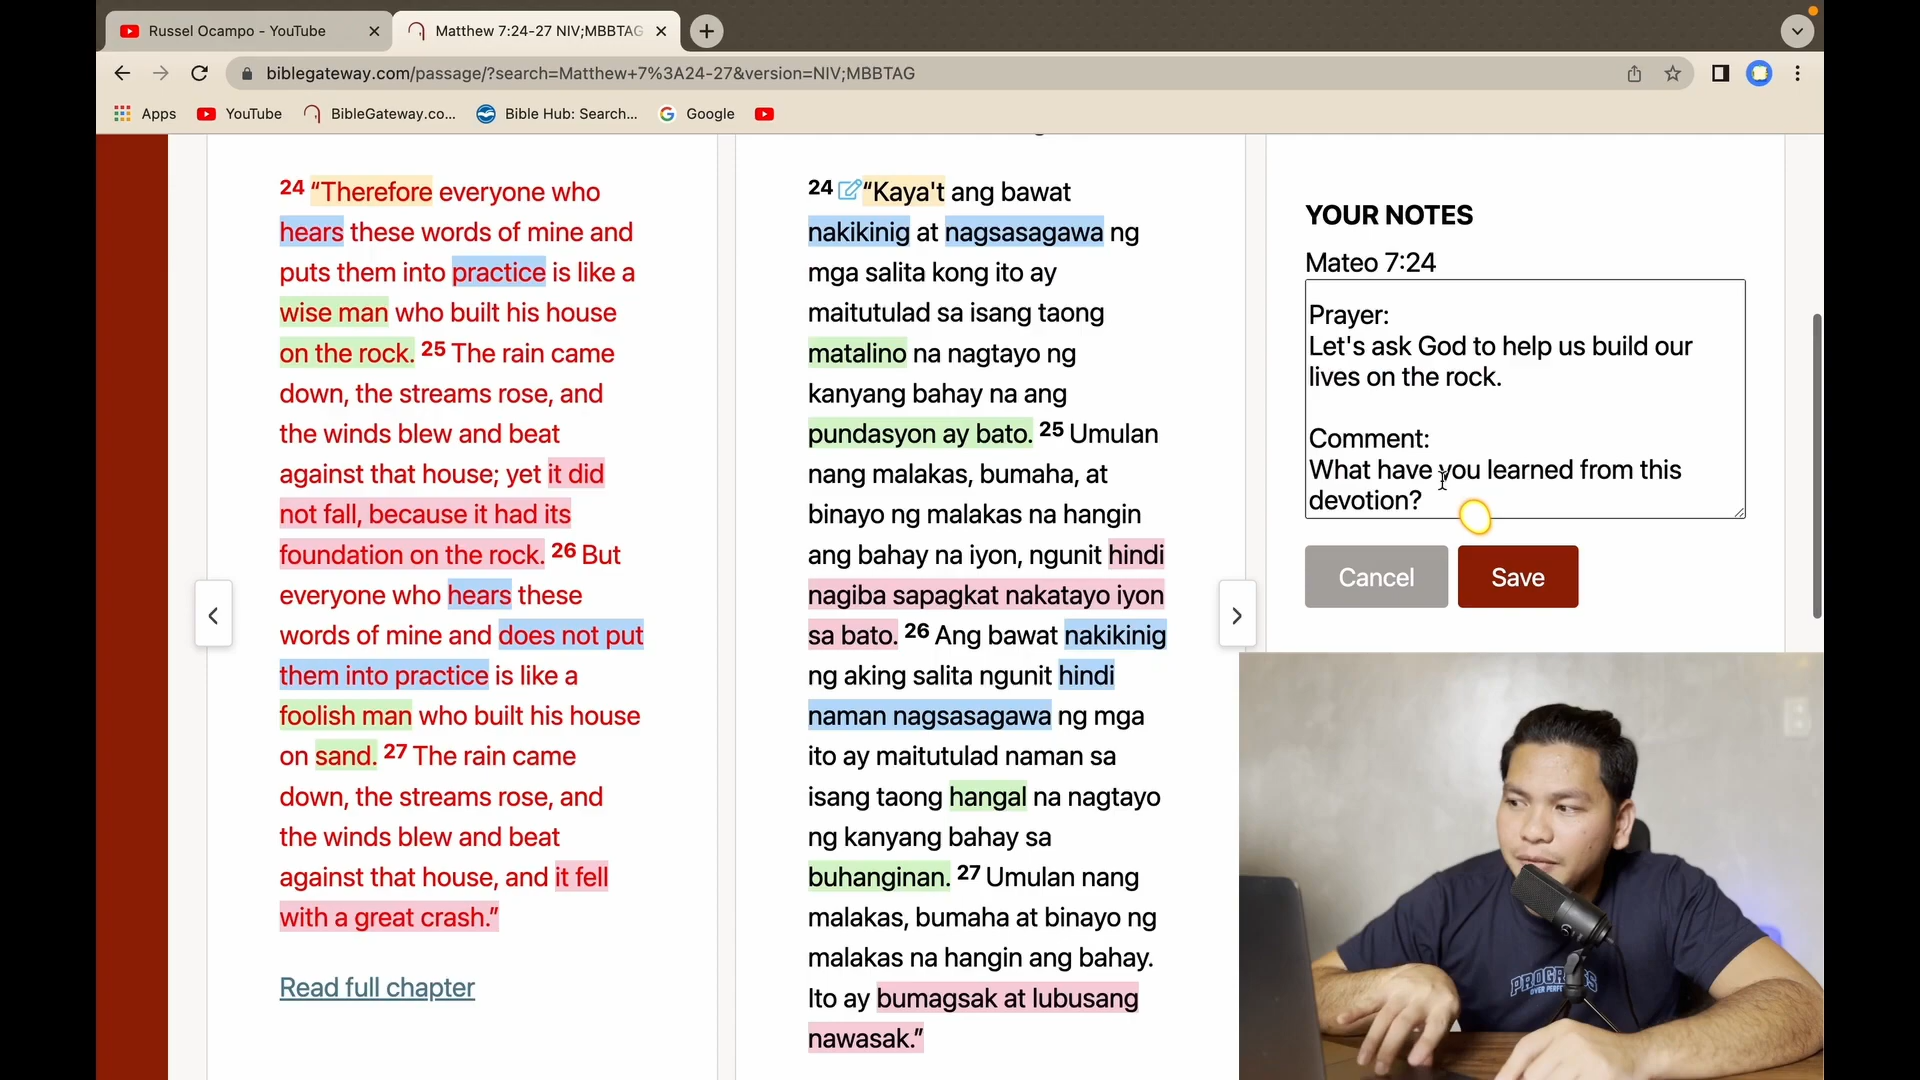 Russel Ocampo - YouTube
Matthew 7:24-27 NIV;MBBTAG
biblegateway.com/passage/?search=Matthew+7%3A24-27&version=NIV;MBBTAG
Apps
YouTube
BibleGateway.co...
Bible Hub: Search...
Google
24 “Therefore everyone who
hears these words of mine and
puts them into practice is like a
wise man who built his house
on the rock. 25 The rain came
down, the streams rose, and
the winds blew and beat
against that house; yet it did
not fall, because it had its
foundation on the rock. 26 But
everyone who hears these
words of mine and does not put
them into practice is like a
foolish man who built his house
on sand. 27 The rain came
down, the streams rose, and
the winds blew and beat
against that house, and it fell
with a great crash.”
Read full chapter
24 “Kaya't ang bawat
nakikinig at nagsasagawa ng
mga salita kong ito ay
maitutulad sa isang taong
matalino na nagtayo ng
kanyang bahay na ang
pundasyon ay bato. 25 Umulan
nang malakas, bumaha, at
binayo ng malakas na hangin
ang bahay na iyon, ngunit hindi
nagiba sapagkat nakatayo iyon
sa bato. 26 Ang bawat nakikinig
ng aking salita ngunit hindi
naman nagsasagawa ng mga
ito ay maitutulad naman sa
isang taong hangal na nagtayo
ng kanyang bahay sa
buhanginan. 27 Umulan nang
malakas, bumaha at binayo ng
malakas na hangin ang bahay.
Ito ay bumagsak at lubusang
nawasak.”
YOUR NOTES
Mateo 7:24
Prayer:
Let's ask God to help us build our
lives on the rock.
Comment:
What have you learned from this
devotion?
Cancel
Save
PROGRESS